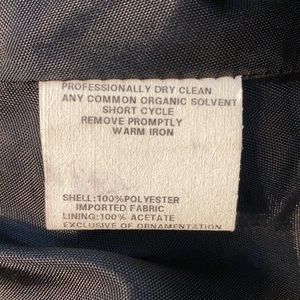 PROFESSIONALLY DRY CLEAN
ANY COMMON ORGANIC SOLVENT
SHORT CYCLE
REMOVE PROMPTLY
WARM IRON
SHELL:100%POLYESTER
IMPORTED FABRIC
LINING:100% ACETATE
EXCLUSIVE OF ORNAMENTATION